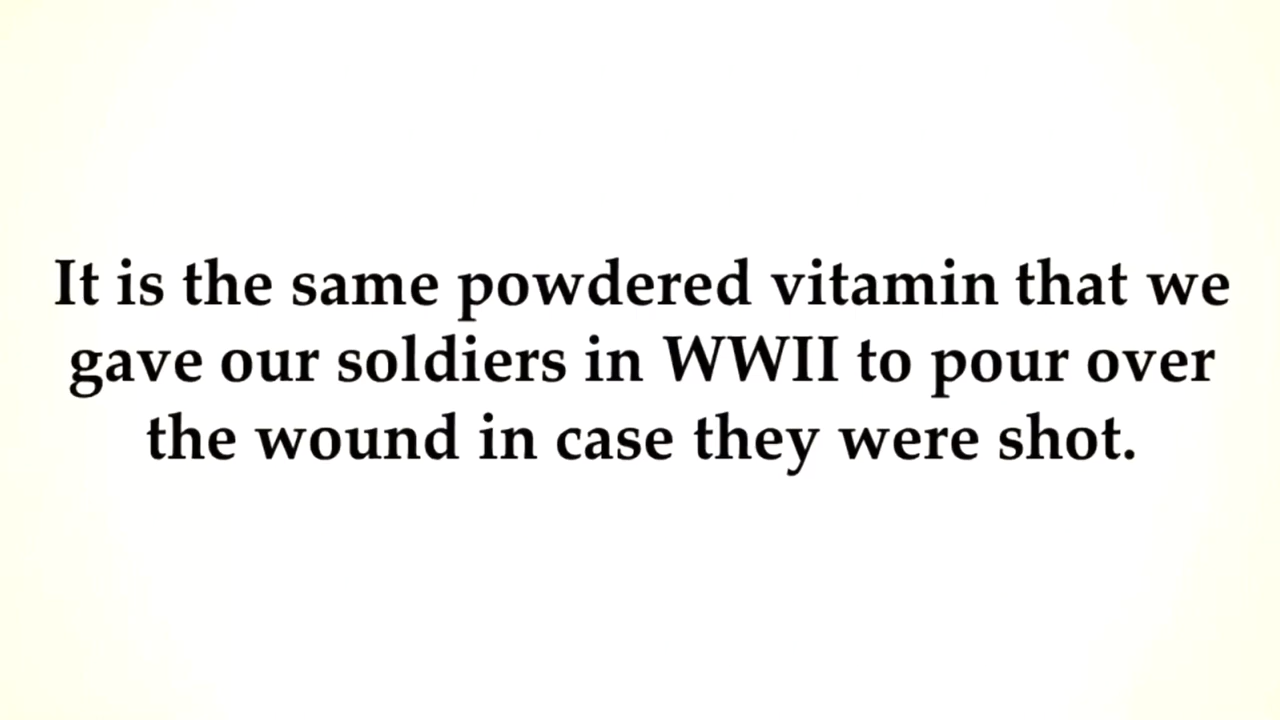 It is the same powdered vitamin that we
gave our soldiers in WWII to pour over
the wound in case they were shot.